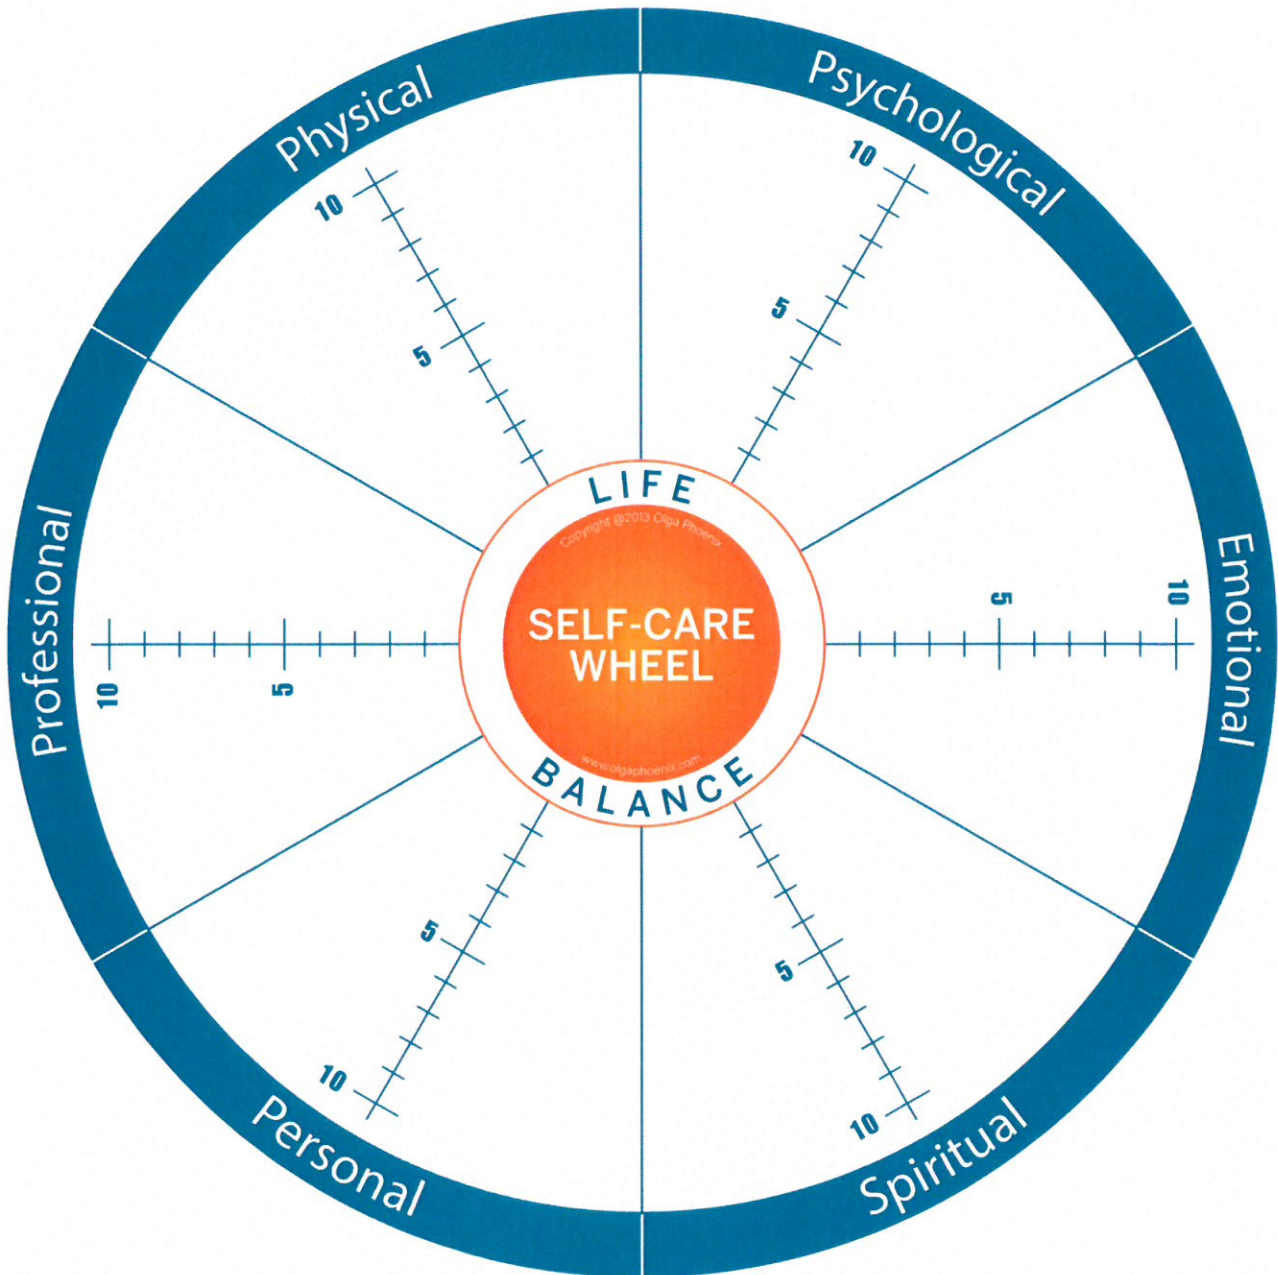 Physical
Psychological
10
10
5
5
LIFE
Copyright @2013 Olga Phoenix
Professional
Emotional
10
5
SELF-CARE
WHEEL
5
10
www.olgaphoenix.com
BALANCE
5
5
10
10
Personal
Spiritual